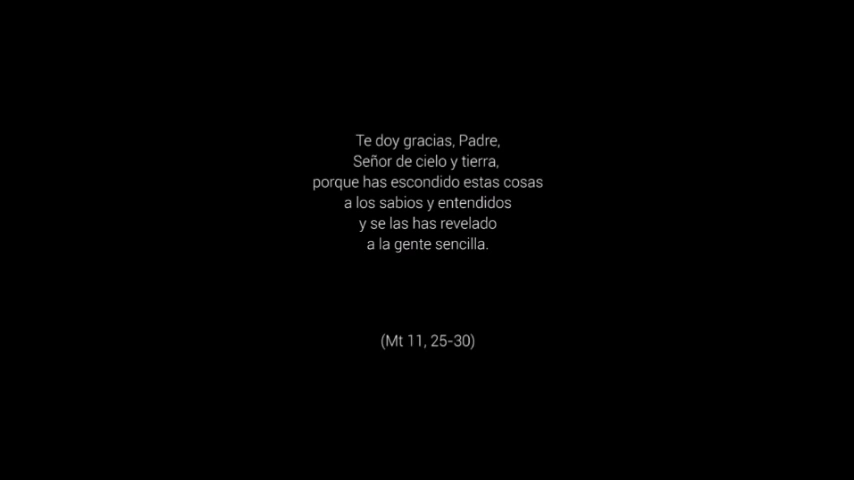 Te doy gracias, Padre,
Señor de cielo y tierra,
porque has escondido estas cosas
a los sabios y entendidos
y se las has revelado
a la gente sencilla.
(Mt 11, 25-30)